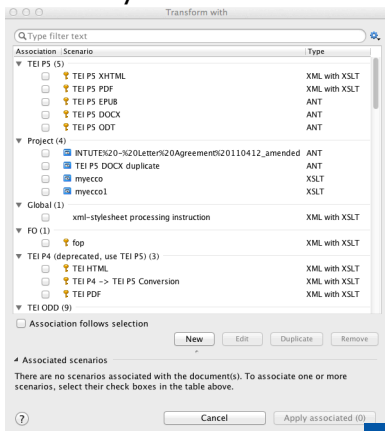 Transform with
Type filter text
Association Scenario Type
TEI P5 (5)
TEI P5 XHTML XML with XSLT
TEI P5 PDF XML with XSLT
TEI P5 EPUB ANT
TEI P5 DOCX ANT
TEI P5 ODT ANT
Project (4)
INTUTE%20-%20Letter%20Agreement%20110412_amended ANT
TEI P5 DOCX duplicate ANT
myecco XSLT
myecco1 XSLT
Global (1)
xml-stylesheet processing instruction XML with XSLT
FO (1)
fop XML with XSLT
TEI P4 (deprecated, use TEI P5) (3)
TEI HTML XML with XSLT
TEI P4 -> TEI P5 Conversion XML with XSLT
TEI PDF XML with XSLT
TEI ODD (9)
Association follows selection
New Edit Duplicate Remove
Associated scenarios
There are no scenarios associated with the document(s). To associate one or more
scenarios, select their check boxes in the table above.
? Cancel Apply associated (0)